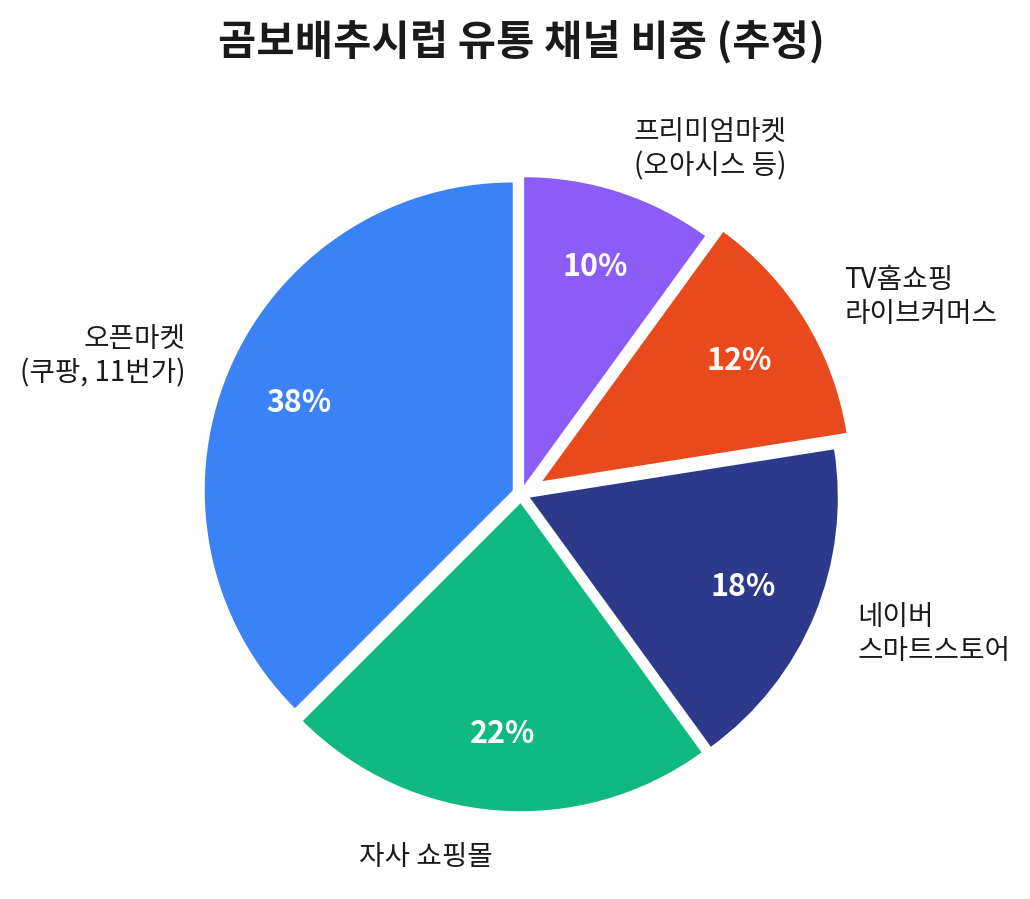 곰보배추시럽 유통 채널 비중 (추정)
프리미엄마켓
(오아시스 등)
10%
TV홈쇼핑
라이브커머스
12%
오픈마켓
(쿠팡, 11번가)
38%
18%
네이버
스마트스토어
22%
자사 쇼핑몰